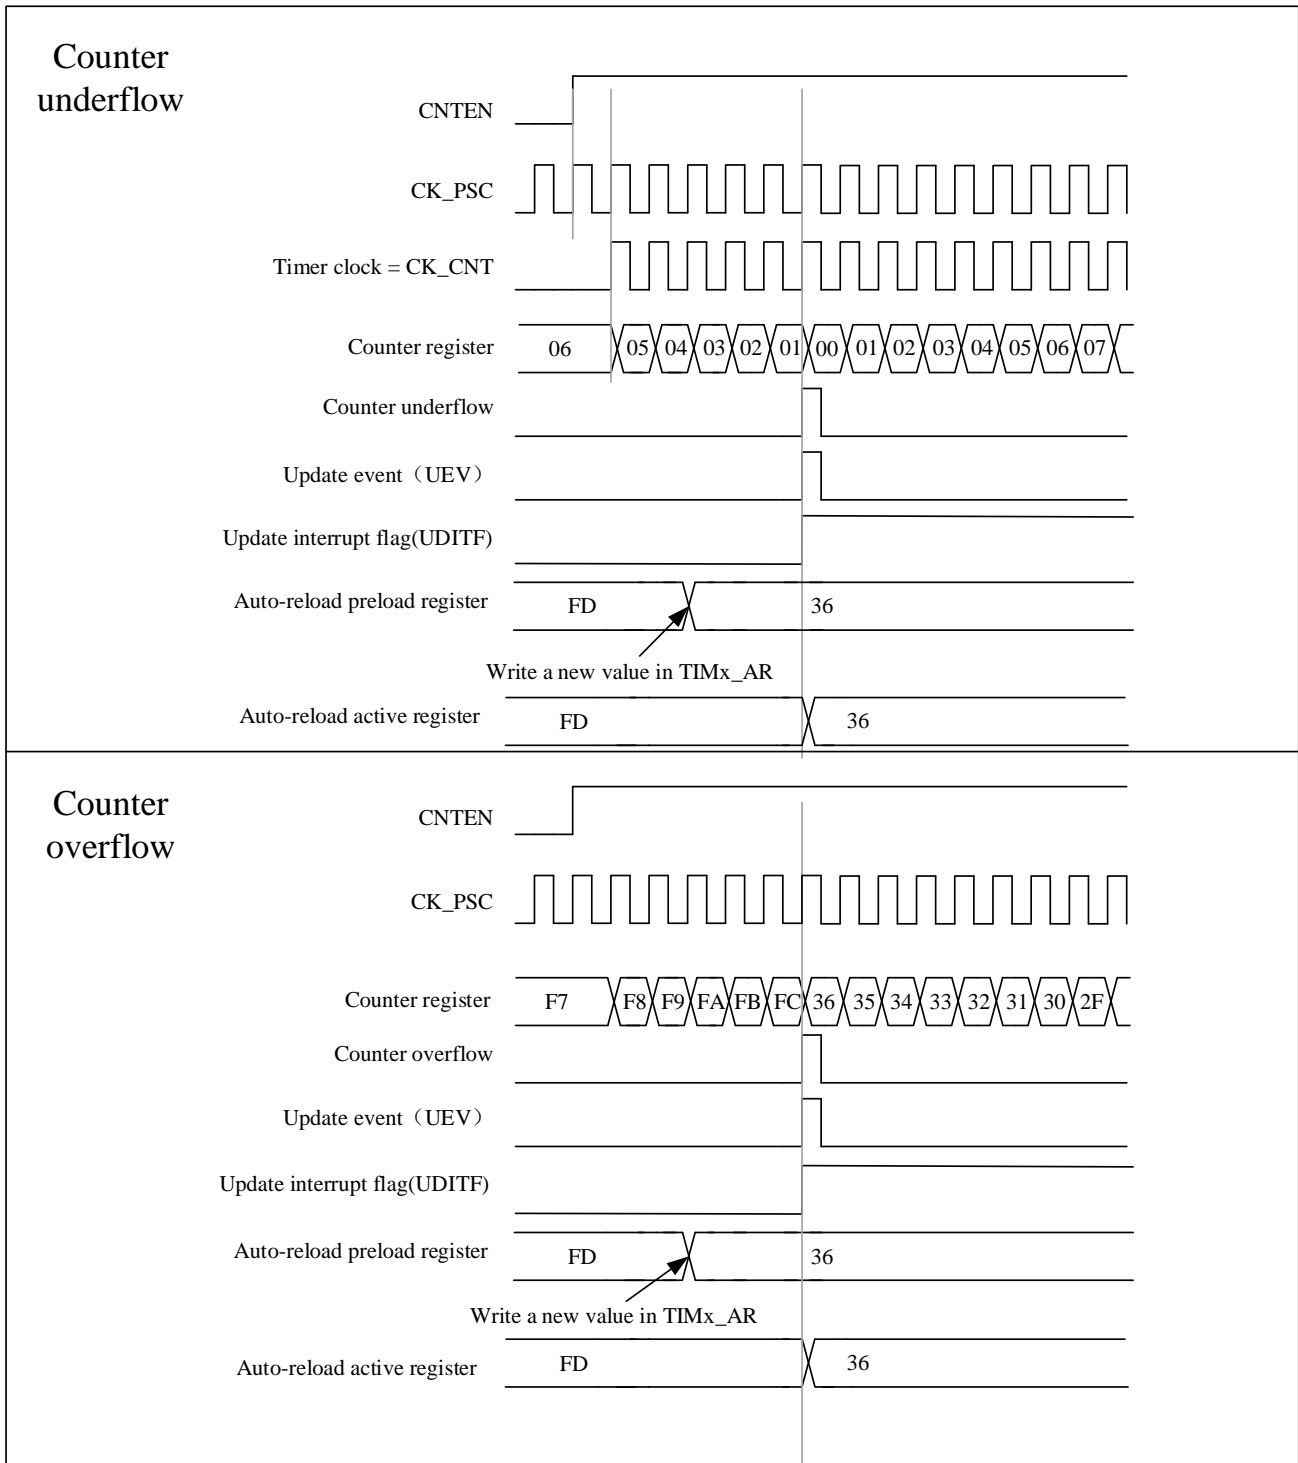 Counter
underflow
CNTEN
CK_PSC
Timer clock = CK_CNT
Counter register 06 05 04 03 02 01 00 01 02 03 04 05 06 07
Counter underflow
Update event（UEV）
Update interrupt flag(UDITF)
Auto-reload preload register FD 36
Write a new value in TIMx_AR
Auto-reload active register FD 36
Counter
overflow
CNTEN
CK_PSC
Counter register F7 F8 F9 FA FB FC 36 35 34 33 32 31 30 2F
Counter overflow
Update event（UEV）
Update interrupt flag(UDITF)
Auto-reload preload register FD 36
Write a new value in TIMx_AR
Auto-reload active register FD 36